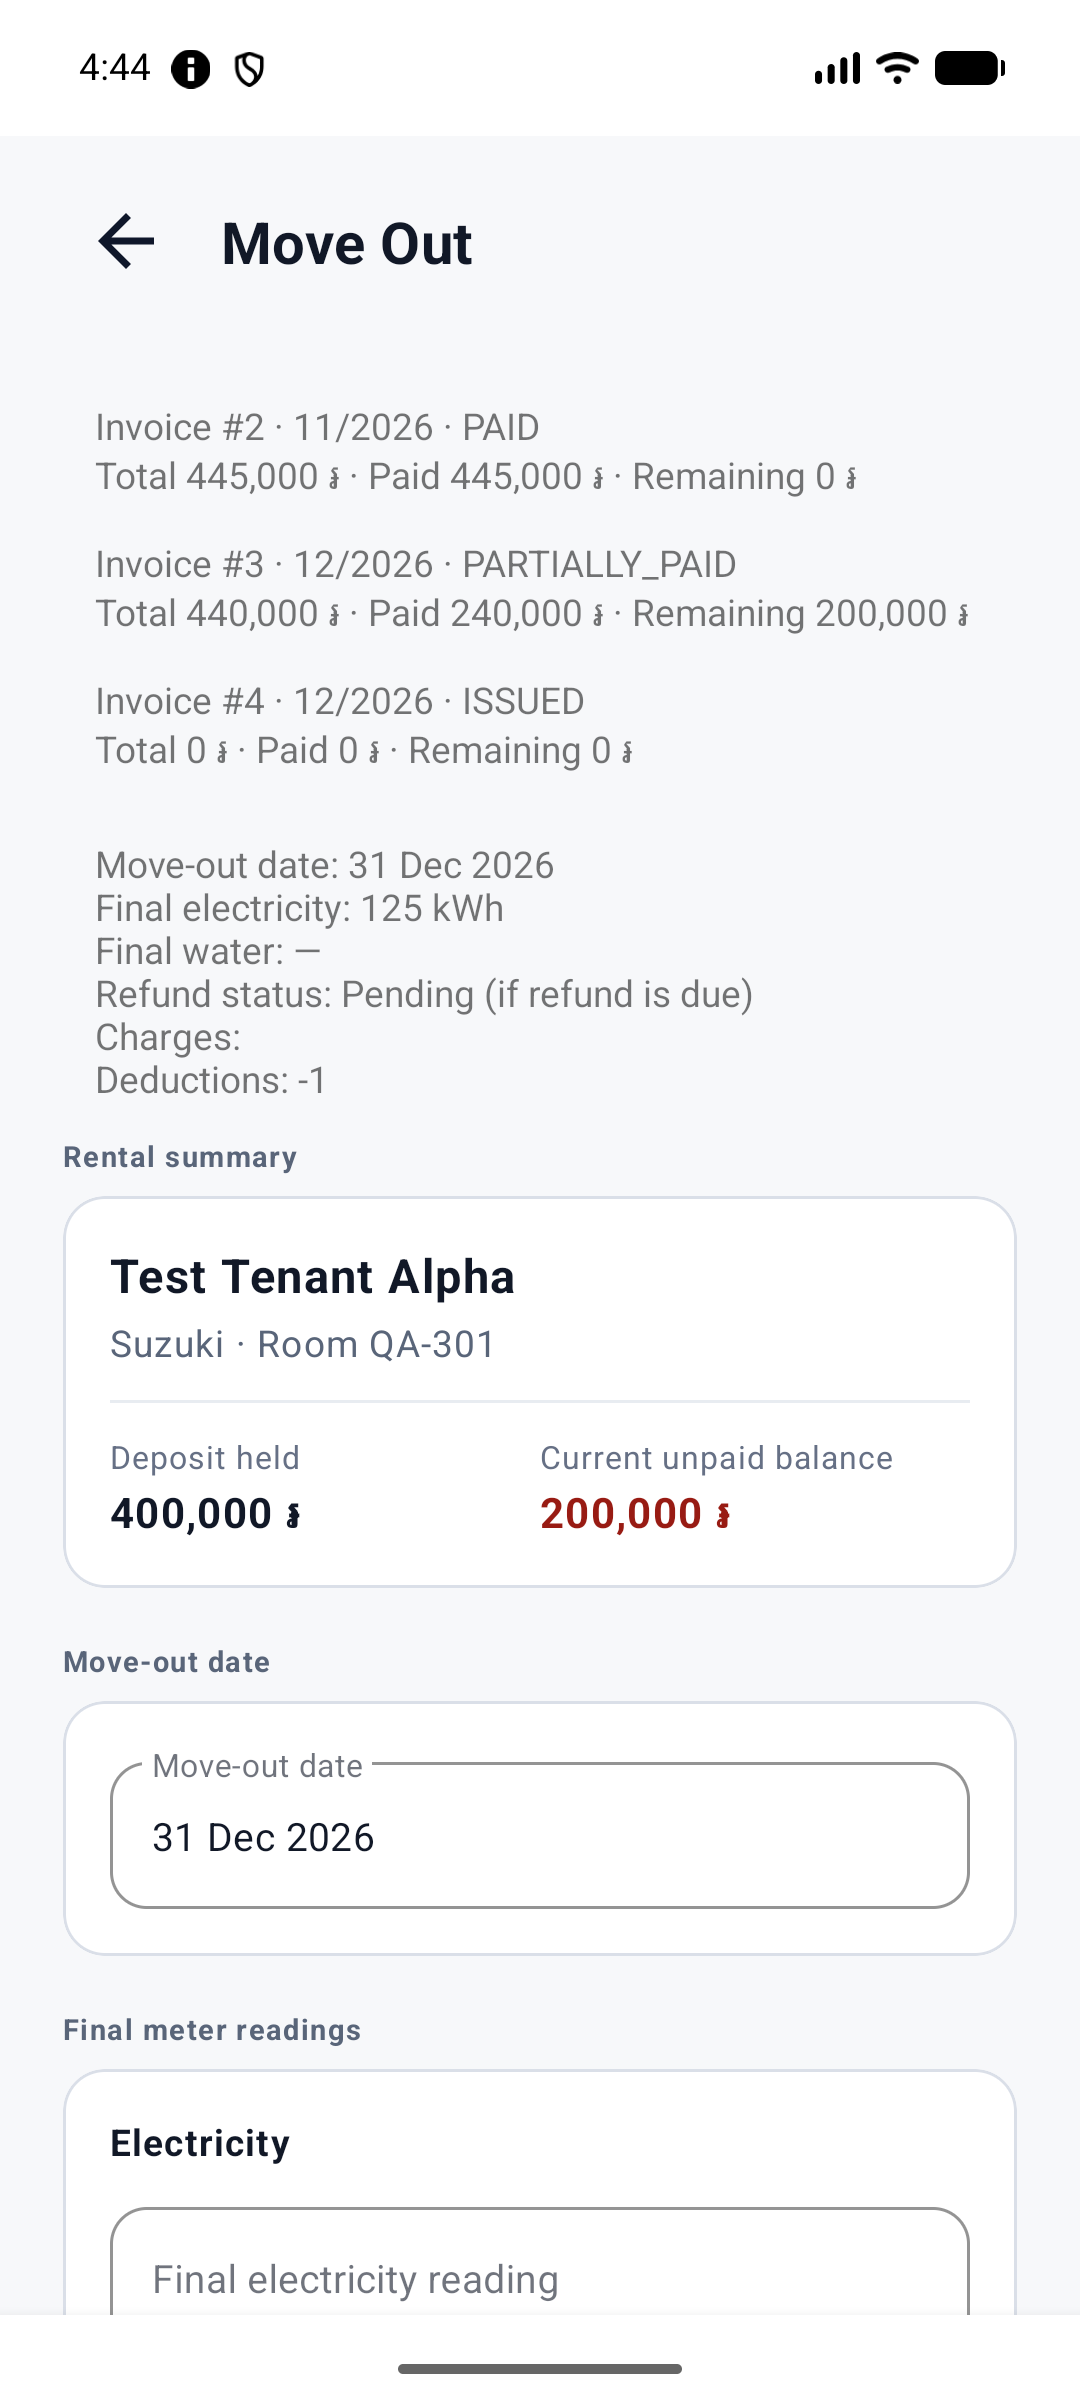 4:44
Move Out
Invoice #2 · 11/2026 · PAID
Total 445,000 ៛ · Paid 445,000 ៛ · Remaining 0 ៛
Invoice #3 · 12/2026 · PARTIALLY_PAID
Total 440,000 ៛ · Paid 240,000 ៛ · Remaining 200,000 ៛
Invoice #4 · 12/2026 · ISSUED
Total 0 ៛ · Paid 0 ៛ · Remaining 0 ៛
Move-out date: 31 Dec 2026
Final electricity: 125 kWh
Final water: —
Refund status: Pending (if refund is due)
Charges:
Deductions: -1
Rental summary
Test Tenant Alpha
Suzuki · Room QA-301
Deposit held
400,000 ៛
Current unpaid balance
200,000 ៛
Move-out date
Move-out date
31 Dec 2026
Final meter readings
Electricity
Final electricity reading